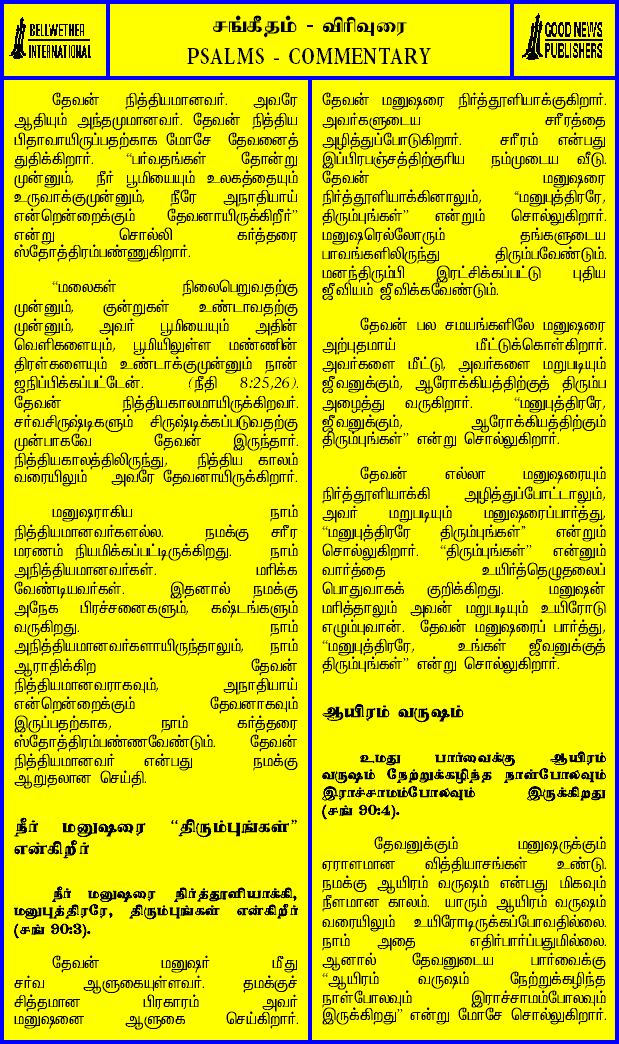 BELLWETHER
INTERNATIONAL
சங்கீதம் - விரிவுரை
PSALMS - COMMENTARY
GOOD NEWS
PUBLISHERS
தேவன் நித்தியமானவர். அவரே
ஆதியும் அந்தமுமானவர். தேவன் நித்திய
பிதாவாயிருப்பதற்காக மோசே தேவனைத்
துதிக்கிறார். “பர்வதங்கள் தோன்று
முன்னும், நீர் பூமியையும் உலகத்தையும்
உருவாக்குமுன்னும், நீரே அநாதியாய்
என்றென்றைக்கும் தேவனாயிருக்கிறீர்”
என்று சொல்லி கர்த்தரை
ஸ்தோத்திரம்பண்ணுகிறார்.
“மலைகள் நிலைபெறுவதற்கு
முன்னும், குன்றுகள் உண்டாவதற்கு
முன்னும், அவர் பூமியையும் அதின்
வெளிகளையும், பூமியிலுள்ள மண்ணின்
திரள்களையும் உண்டாக்குமுன்னும் நான்
ஜநிப்பிக்கப்பட்டேன். (நீதி 8:25,26).
தேவன் நித்தியகாலமாயிருக்கிறவர்.
சர்வசிருஷ்டிகளும் சிருஷ்டிக்கப்படுவதற்கு
முன்பாகவே தேவன் இருந்தார்.
நித்தியகாலத்திலிருந்து, நித்திய காலம்
வரையிலும் அவரே தேவனாயிருக்கிறார்.
மனுஷராகிய நாம்
நித்தியமானவர்களல்ல. நமக்கு சரீர
மரணம் நியமிக்கப்பட்டிருக்கிறது. நாம்
அநித்தியமானவர்கள். மரிக்க
வேண்டியவர்கள். இதனால் நமக்கு
அநேக பிரச்சனைகளும், கஷ்டங்களும்
வருகிறது. நாம்
அநித்தியமானவர்களாயிருந்தாலும், நாம்
ஆராதிக்கிற தேவன்
நித்தியமானவராகவும், அநாதியாய்
என்றென்றைக்கும் தேவனாகவும்
இருப்பதற்காக, நாம் கர்த்தரை
ஸ்தோத்திரம்பண்ணவேண்டும். தேவன்
நித்தியமானவர் என்பது நமக்கு
ஆறுதலான செய்தி.
நீர் மனுஷரை “திரும்புங்கள்”
என்கிறீர்
நீர் மனுஷரை நிர்த்தூளியாக்கி,
மனுபுத்திரரே, திரும்புங்கள் என்கிறீர்
(சங் 90:3).
தேவன் மனுஷர் மீது
சர்வ ஆளுகையுள்ளவர். தமக்குச்
சித்தமான பிரகாரம் அவர்
மனுஷனை ஆளுகை செய்கிறார்.
தேவன் மனுஷரை நிர்த்தூளியாக்குகிறார்.
அவர்களுடைய சரீரத்தை
அழித்துப்போடுகிறார். சரீரம் என்பது
இப்பிரபஞ்சத்திற்குரிய நம்முடைய வீடு.
தேவன் மனுஷரை
நிர்த்தூளியாக்கினாலும், “மனுபுத்திரரே,
திரும்புங்கள்” என்றும் சொல்லுகிறார்.
மனுஷரெல்லோரும் தங்களுடைய
பாவங்களிலிருந்து திரும்பவேண்டும்.
மனந்திரும்பி இரட்சிக்கப்பட்டு புதிய
ஜீவியம் ஜீவிக்கவேண்டும்.
தேவன் பல சமயங்களிலே மனுஷரை
அற்புதமாய் மீட்டுக்கொள்கிறார்.
அவர்களை மீட்டு, அவர்களை மறுபடியும்
ஜீவனுக்கும், ஆரோக்கியத்திற்குத் திரும்ப
அழைத்து வருகிறார். “மனுபுத்திரரே,
ஜீவனுக்கும், ஆரோக்கியத்திற்கும்
திரும்புங்கள்” என்று சொல்லுகிறார்.
தேவன் எல்லா மனுஷரையும்
நிர்த்தூளியாக்கி அழித்துப்போட்டாலும்,
அவர் மறுபடியும் மனுஷரைப்பார்த்து,
“மனுபுத்திரரே திரும்புங்கள்” என்றும்
சொல்லுகிறார். “திரும்புங்கள்” என்னும்
வார்த்தை உயிர்த்தெழுதலைப்
பொதுவாகக் குறிக்கிறது. மனுஷன்
மரித்தாலும் அவன் மறுபடியும் உயிரோடு
எழும்புவான். தேவன் மனுஷரைப் பார்த்து,
“மனுபுத்திரரே, உங்கள் ஜீவனுக்குத்
திரும்புங்கள்” என்று சொல்லுகிறார்.
ஆயிரம் வருஷம்
உமது பார்வைக்கு ஆயிரம்
வருஷம் நேற்றுக்கழிந்த நாள்போலவும்
இராச்சாமம்போலவும் இருக்கிறது
(சங் 90:4).
தேவனுக்கும் மனுஷருக்கும்
ஏராளமான வித்தியாசங்கள் உண்டு.
நமக்கு ஆயிரம் வருஷம் என்பது மிகவும்
நீளமான காலம். யாரும் ஆயிரம் வருஷம்
வரையிலும் உயிரோடிருக்கப்போவதில்லை.
நாம் அதை எதிர்பார்ப்பதுமில்லை.
ஆனால் தேவனுடைய பார்வைக்கு
“ஆயிரம் வருஷம் நேற்றுக்கழிந்த
நாள்போலவும் இராச்சாமம்போலவும்
இருக்கிறது” என்று மோசே சொல்லுகிறார்.